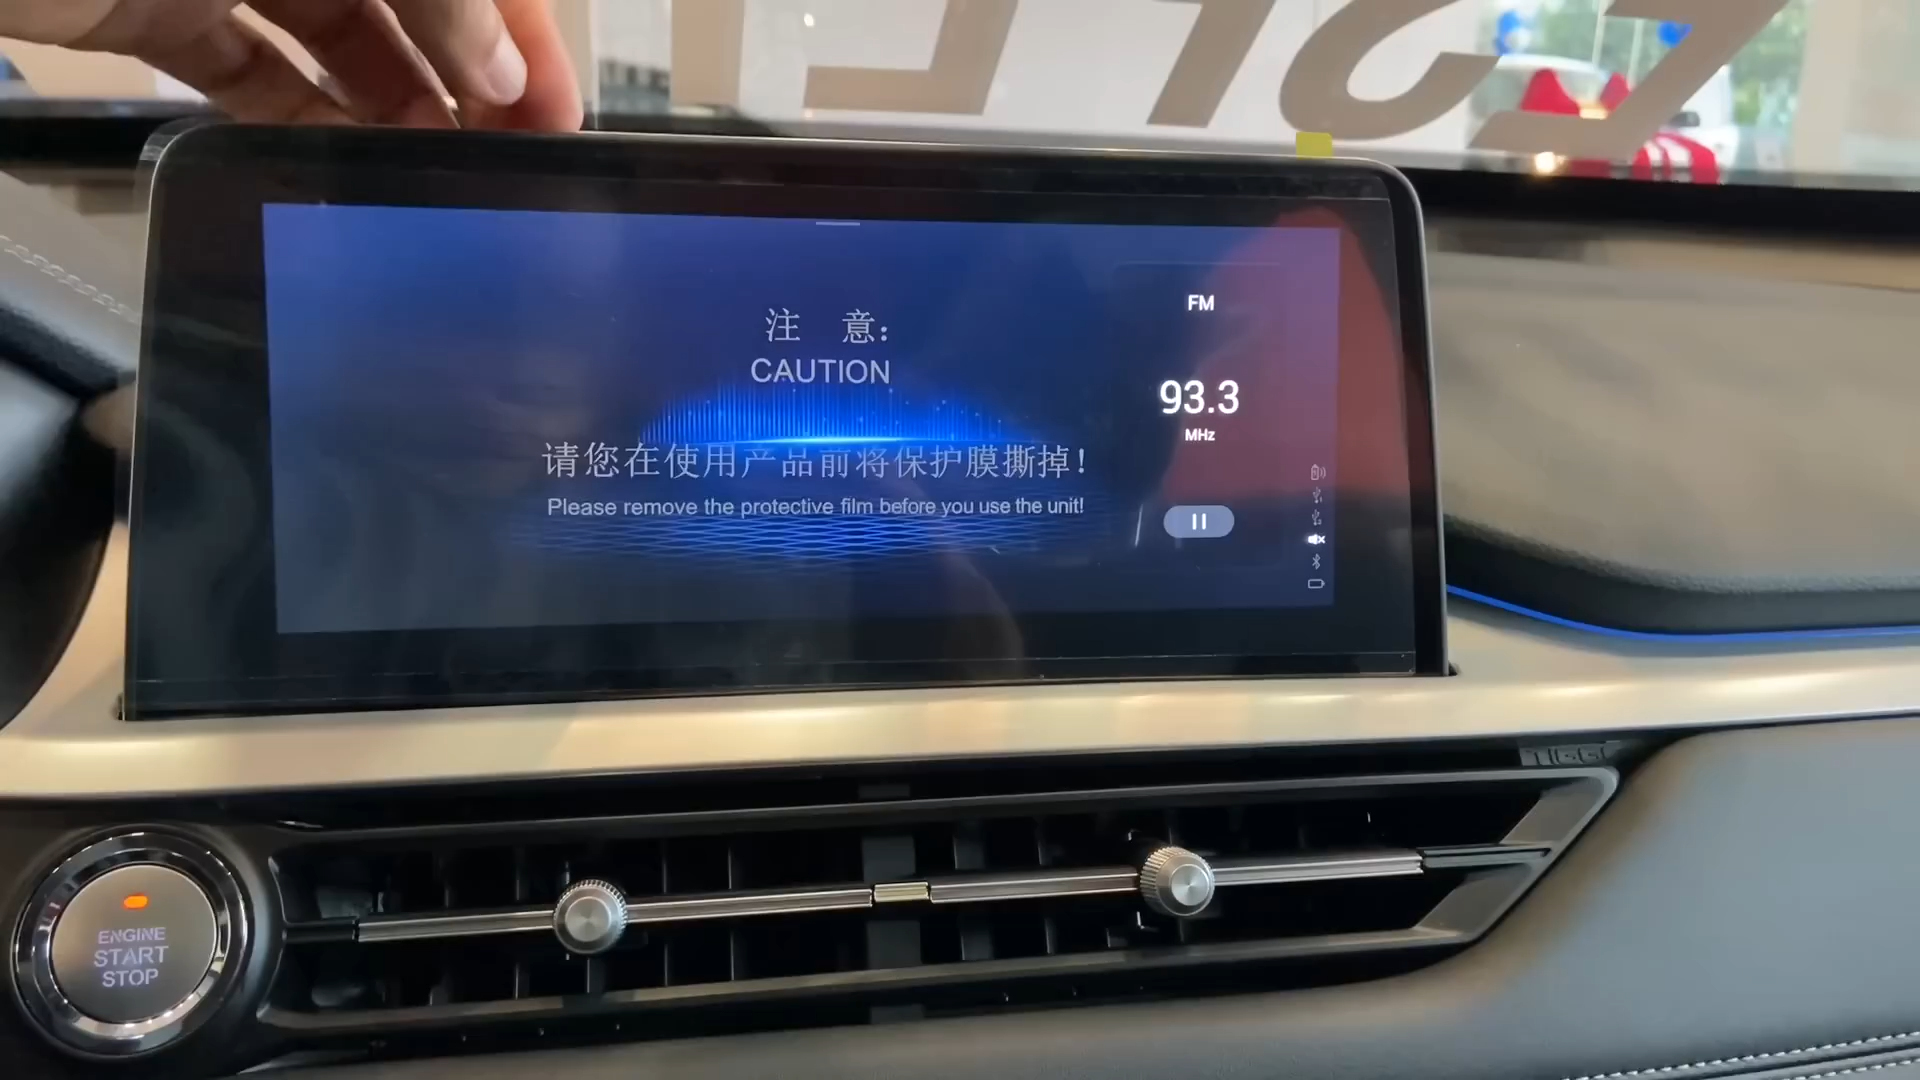 注 意:
CAUTION
请您在使用产品前将保护膜撕掉!
Please remove the protective film before you use the unit!
FM
93.3
MHz
TIGGO
ENGINE
START
STOP